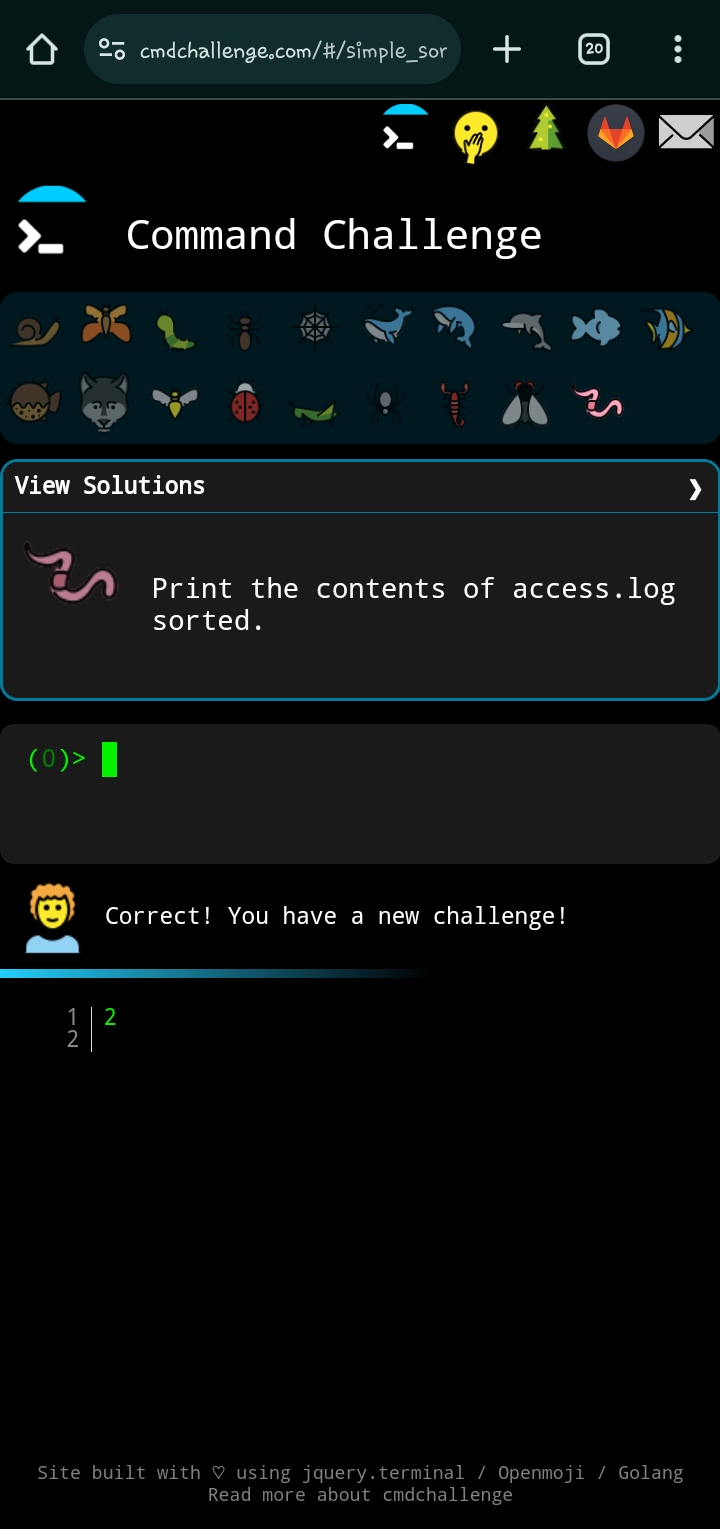 cmdchallenge.com/#/simple_sor
20
Command Challenge
View Solutions ❯
Print the contents of access.log
sorted.
(0)>
Correct! You have a new challenge!
1 2
2
Site built with ♡ using jquery.terminal / Openmoji / Golang
Read more about cmdchallenge